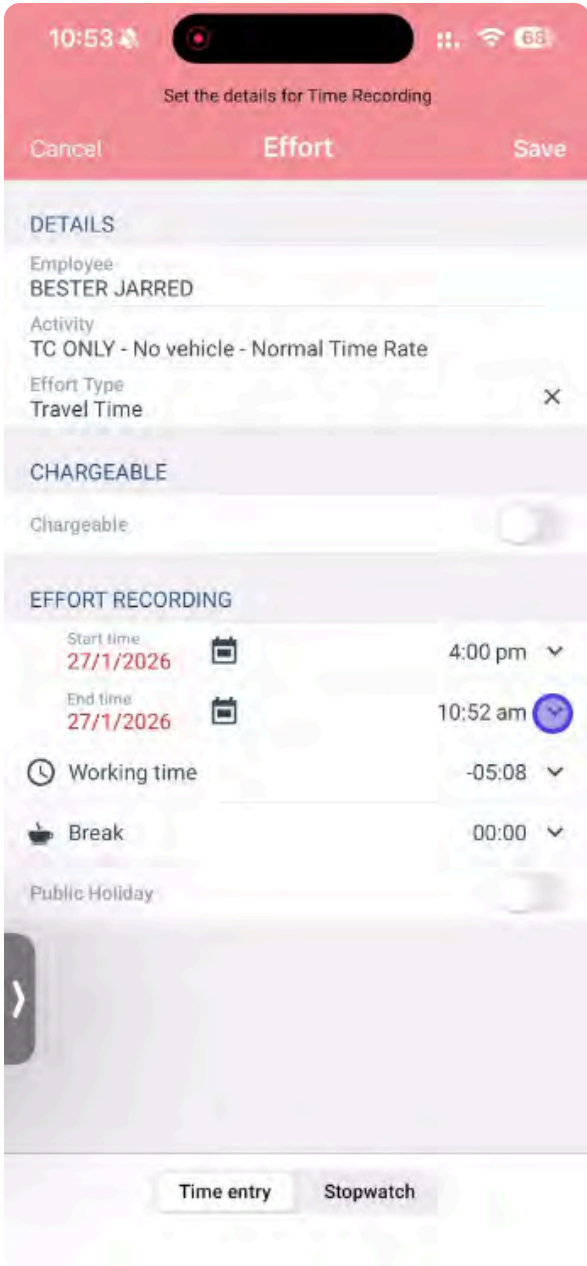 10:53
68
Set the details for Time Recording
Cancel Effort Save
DETAILS
Employee
BESTER JARRED
Activity
TC ONLY - No vehicle - Normal Time Rate
Effort Type
Travel Time
CHARGEABLE
Chargeable
EFFORT RECORDING
Start time
27/1/2026 4:00 pm
End time
27/1/2026 10:52 am
Working time -05:08
Break 00:00
Public Holiday
Time entry Stopwatch